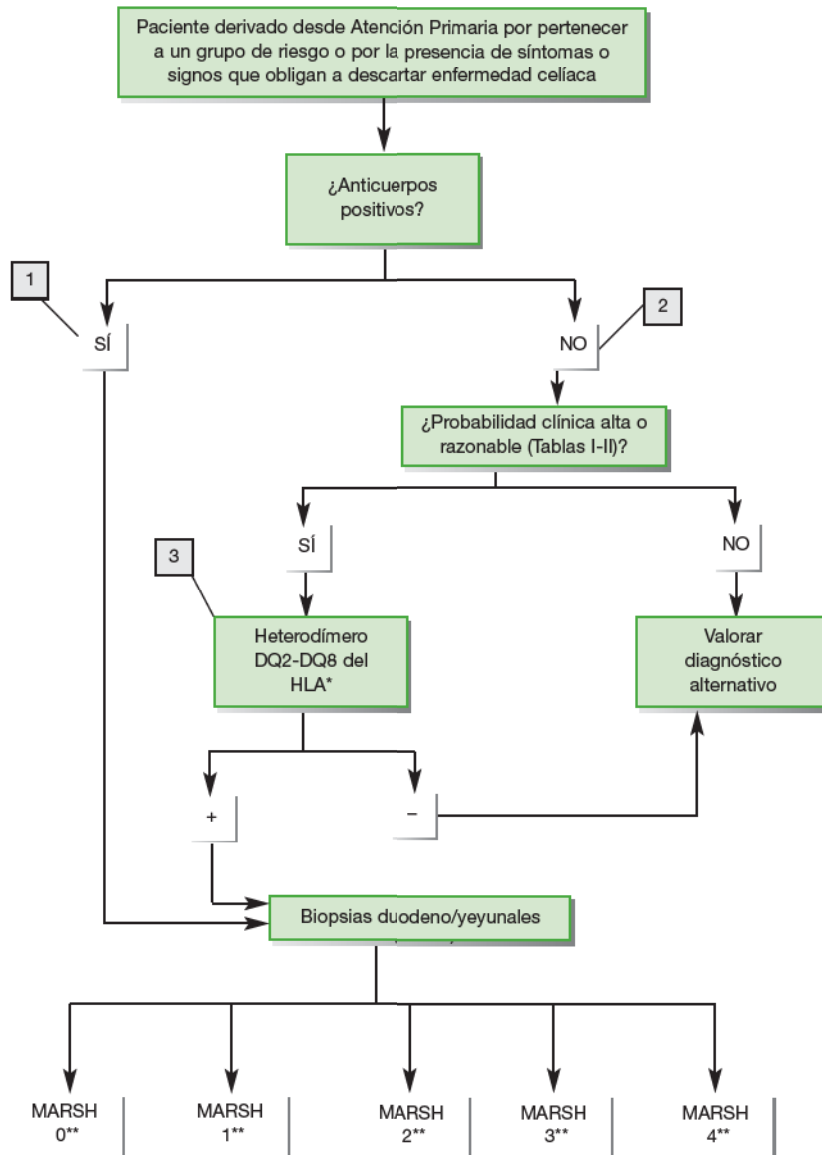 Paciente derivado desde Atención Primaria por pertenecer
a un grupo de riesgo o por la presencia de síntomas o
signos que obligan a descartar enfermedad celíaca
¿Anticuerpos
positivos?
1
SÍ
NO
2
¿Probabilidad clínica alta o
razonable (Tablas I-II)?
SÍ
NO
3
Heterodímero
DQ2-DQ8 del
HLA*
Valorar
diagnóstico
alternativo
+
–
Biopsias duodeno/yeyunales
MARSH
0**
MARSH
1**
MARSH
2**
MARSH
3**
MARSH
4**